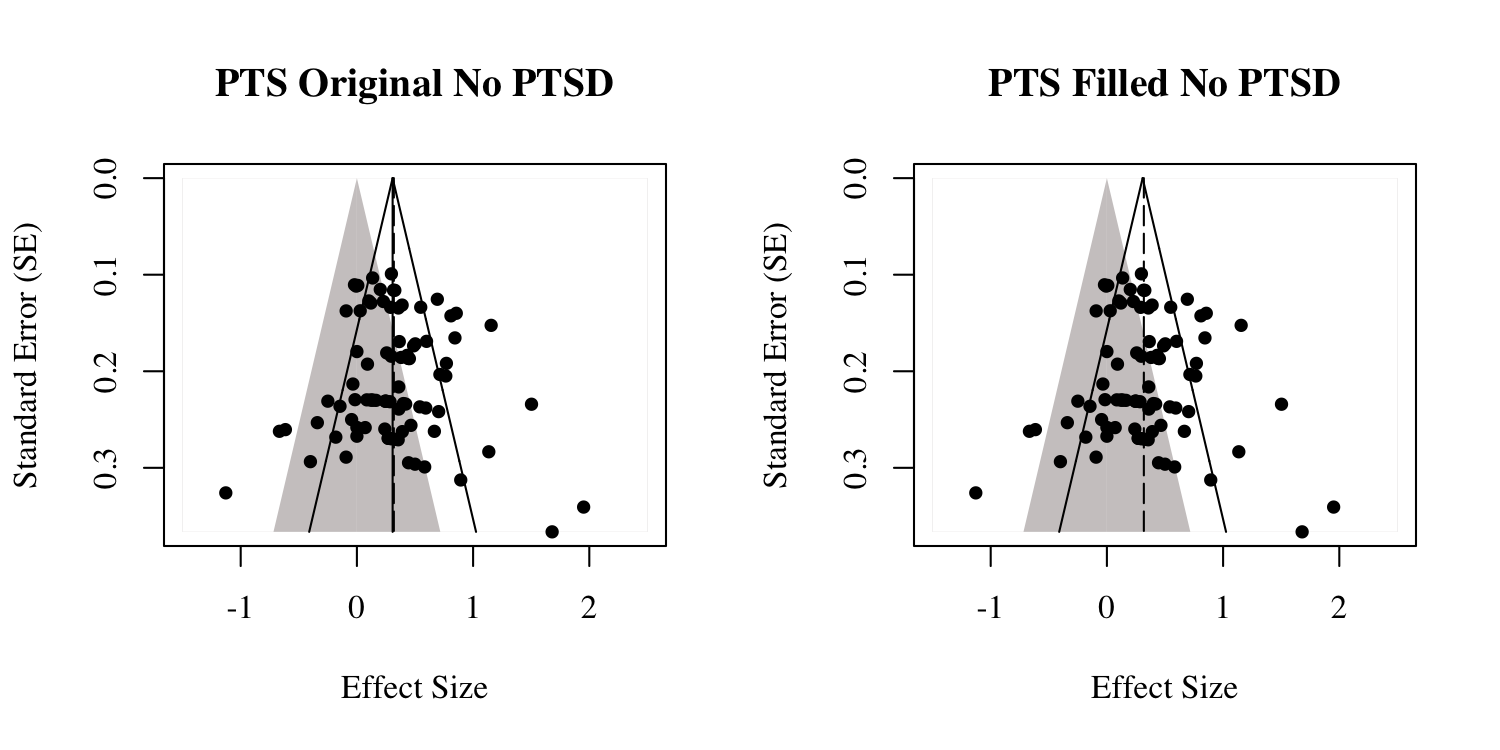 PTS Original No PTSD
Standard Error (SE)
0.0
0.1
0.2
0.3
-1
0
1
2
Effect Size
PTS Filled No PTSD
Standard Error (SE)
0.0
0.1
0.2
0.3
-1
0
1
2
Effect Size